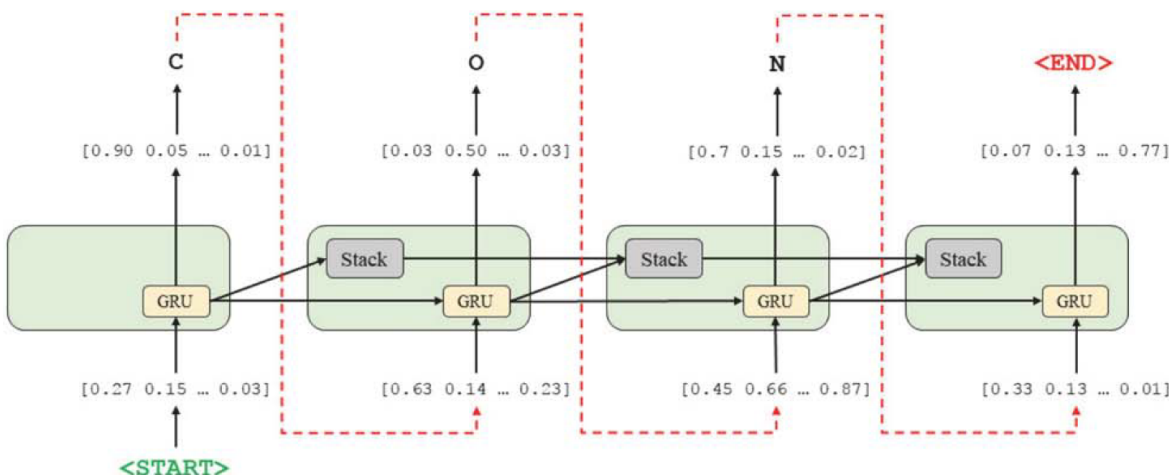 C O N <END>
[0.90 0.05 … 0.01] [0.03 0.50 … 0.03] [0.7 0.15 … 0.02] [0.07 0.13 … 0.77]
Stack Stack Stack
GRU GRU GRU GRU
[0.27 0.15 … 0.03] [0.63 0.14 … 0.23] [0.45 0.66 … 0.87] [0.33 0.13 … 0.01]
<START>